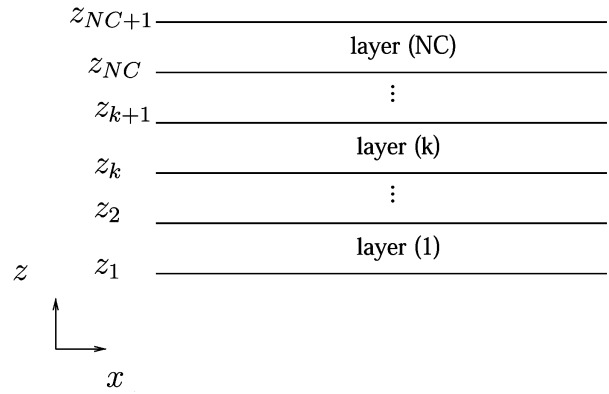 z_{NC+1}
layer (NC)
z_{NC}
⋮
z_{k+1}
layer (k)
z_k
⋮
z_2
layer (1)
z_1
z
x